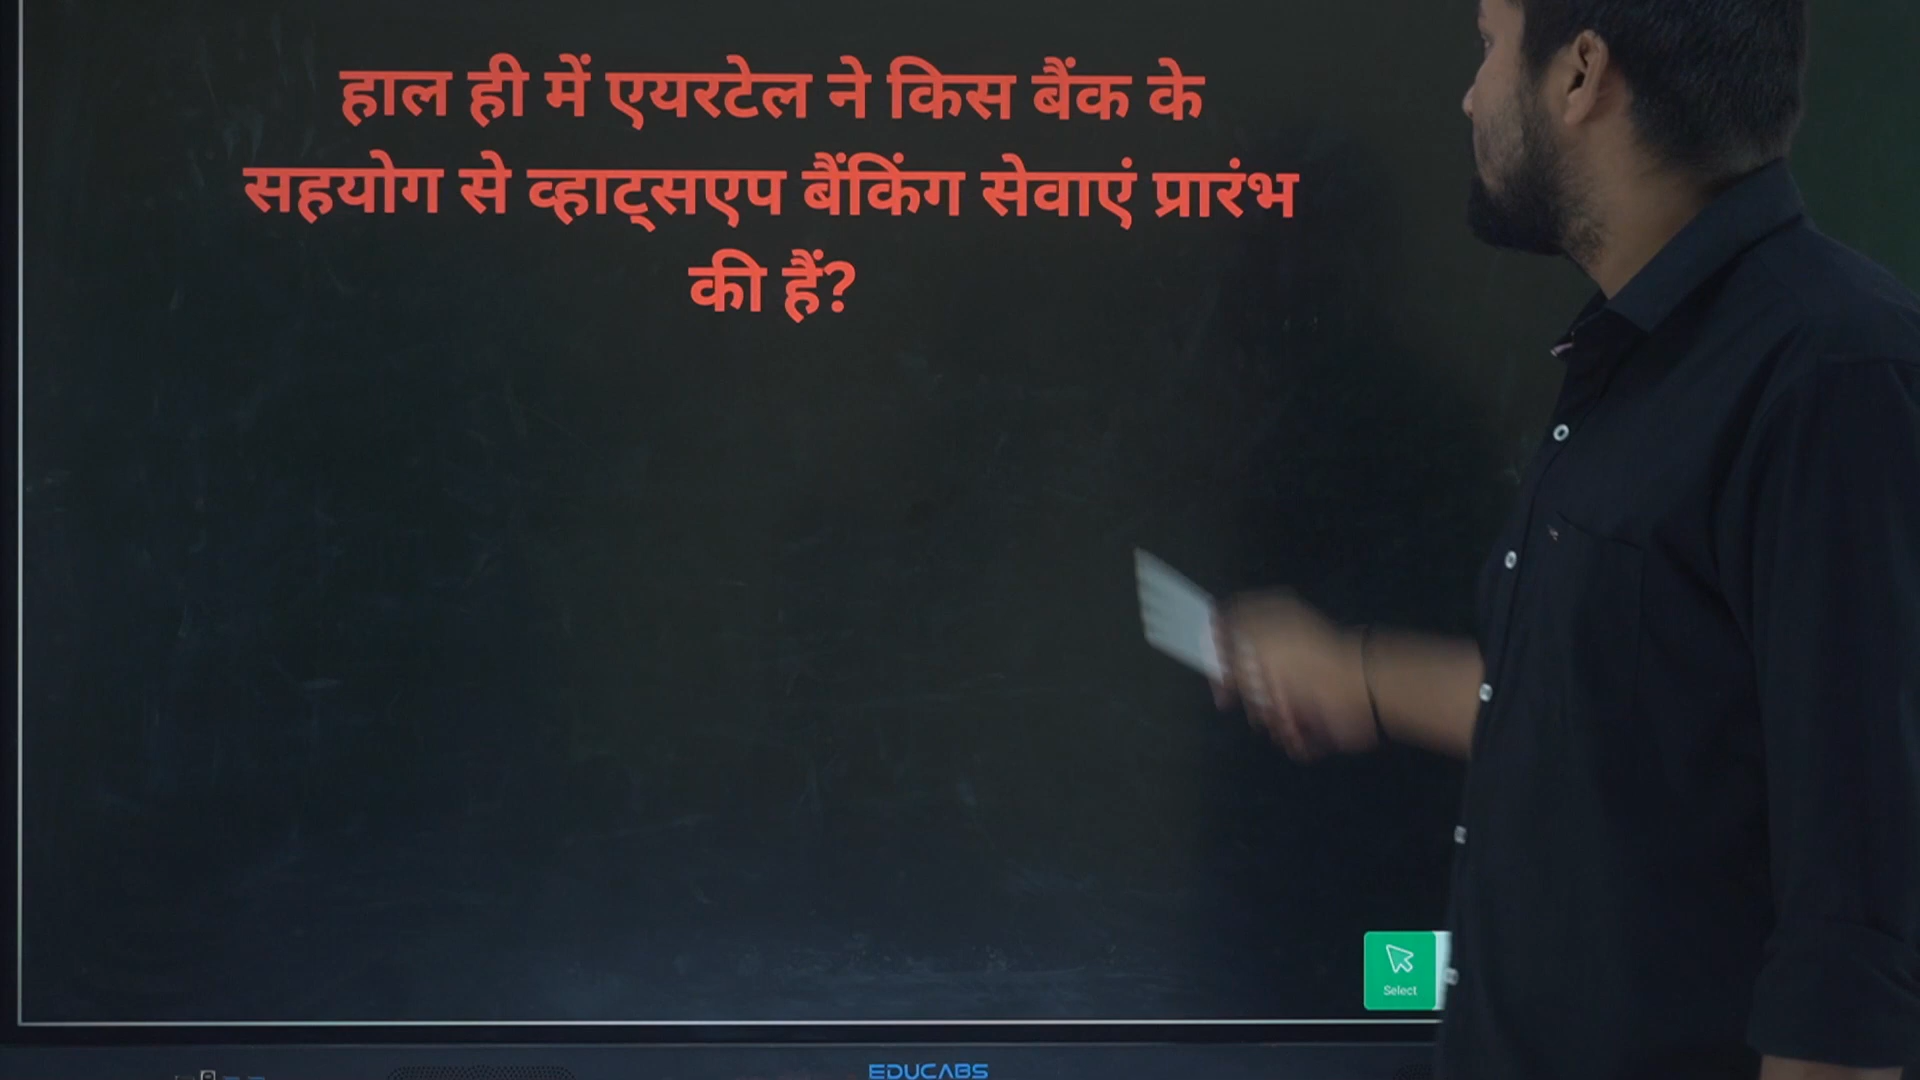 हाल ही में एयरटेल ने किस बैंक के
सहयोग से व्हाट्सएप बैंकिंग सेवाएं प्रारंभ
की हैं?
Select
EDUCABS